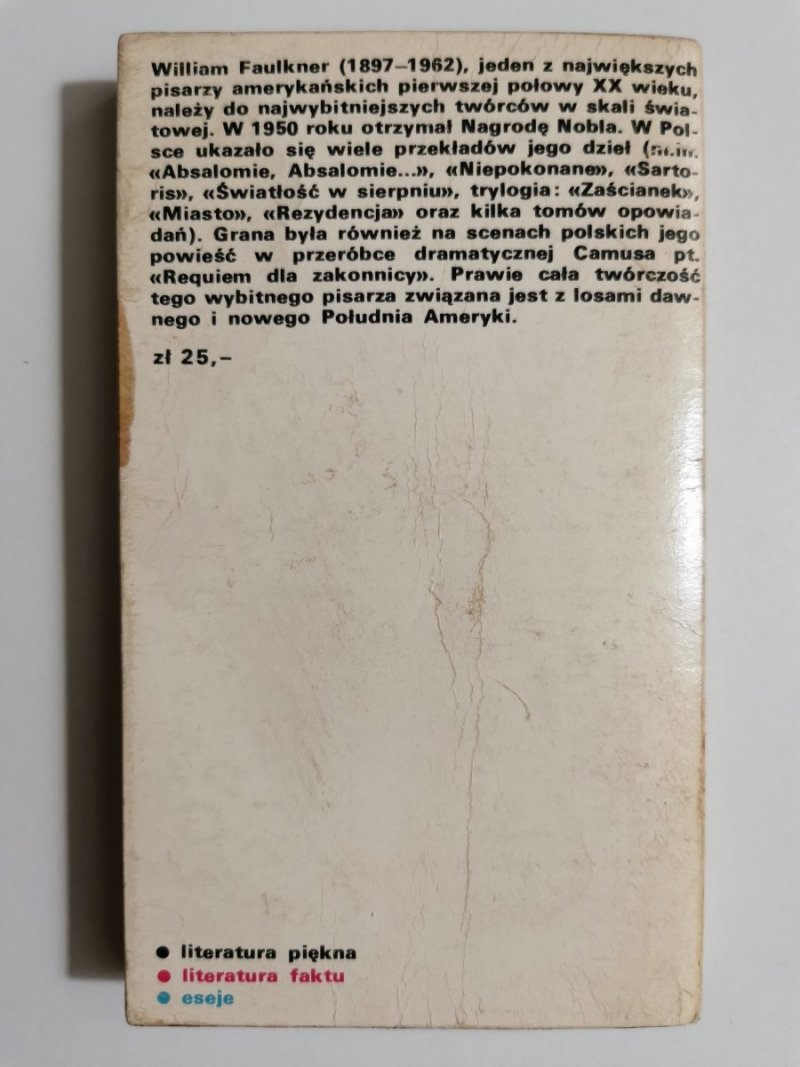 William Faulkner (1897–1962), jeden z największych
pisarzy amerykańskich pierwszej połowy XX wieku,
należy do najwybitniejszych twórców w skali świa-
towej. W 1950 roku otrzymał Nagrodę Nobla. W Pol-
sce ukazało się wiele przekładów jego dzieł (m.in.
«Absalomie, Absalomie...», «Niepokonane», «Sarto-
ris», «Światłość w sierpniu», trylogia: «Zaścianek»,
«Miasto», «Rezydencja» oraz kilka tomów opowia-
dań). Grana była również na scenach polskich jego
powieść w przeróbce dramatycznej Camusa pt.
«Requiem dla zakonnicy». Prawie cała twórczość
tego wybitnego pisarza związana jest z losami daw-
nego i nowego Południa Ameryki.
zł 25,–
● literatura piękna
● literatura faktu
● eseje